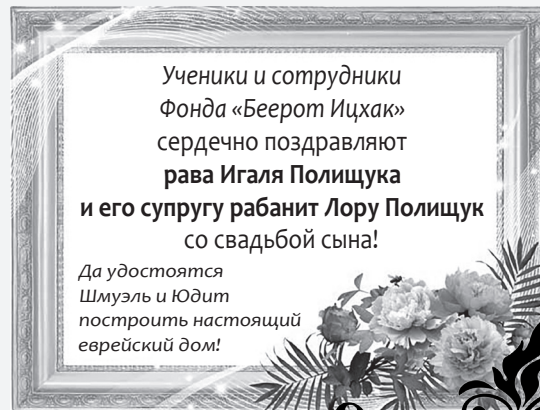 Ученики и сотрудники
Фонда «Беерот Ицхак»
сердечно поздравляют
рава Игаля Полищука
и его супругу рабанит Лору Полищук
со свадьбой сына!
Да удостоятся
Шмуэль и Юдит
построить настоящий
еврейский дом!